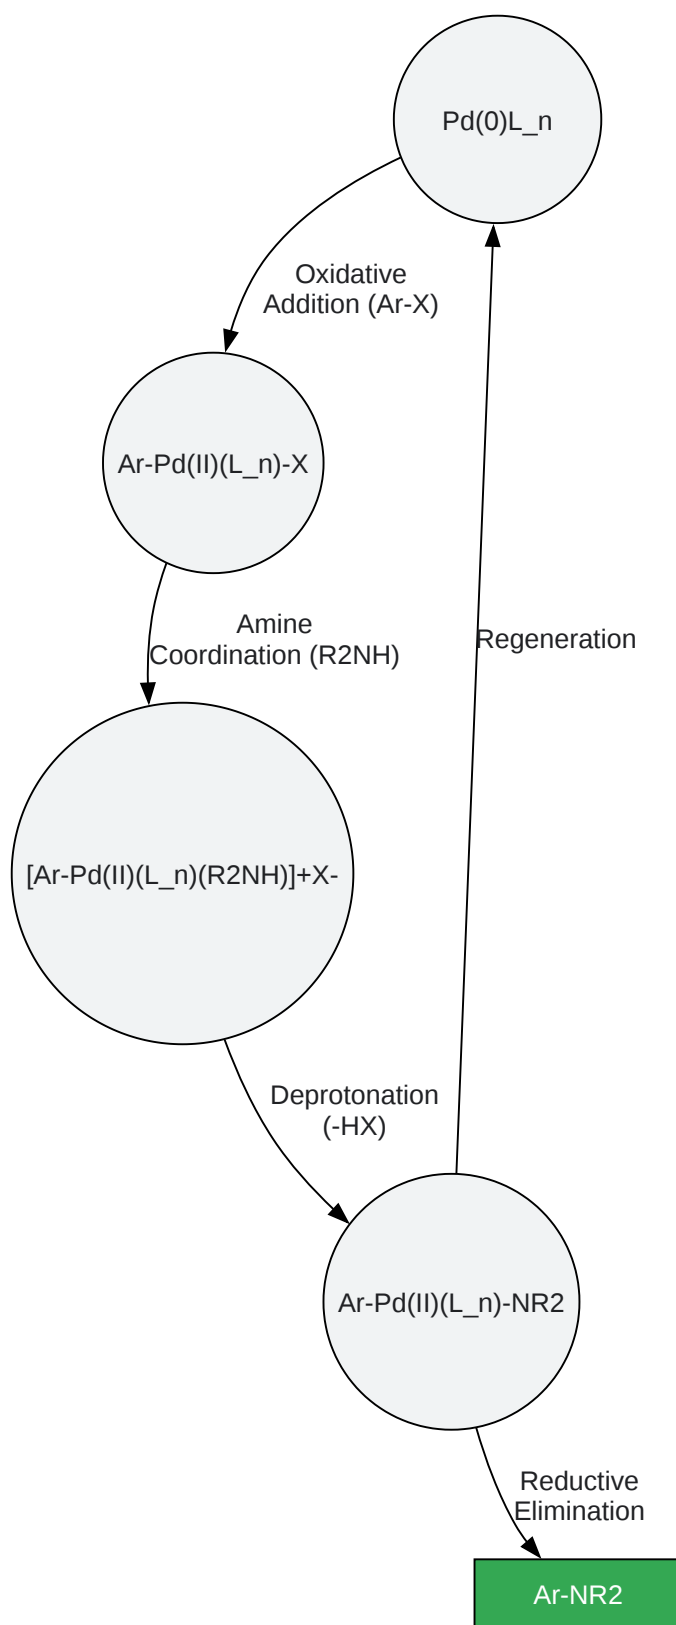 Pd(0)L_n
Oxidative
Addition (Ar-X)
Ar-Pd(II)(L_n)-X
Amine
Coordination (R2NH)
Regeneration
[Ar-Pd(II)(L_n)(R2NH)]+X-
Deprotonation
(-HX)
Ar-Pd(II)(L_n)-NR2
Reductive
Elimination
Ar-NR2